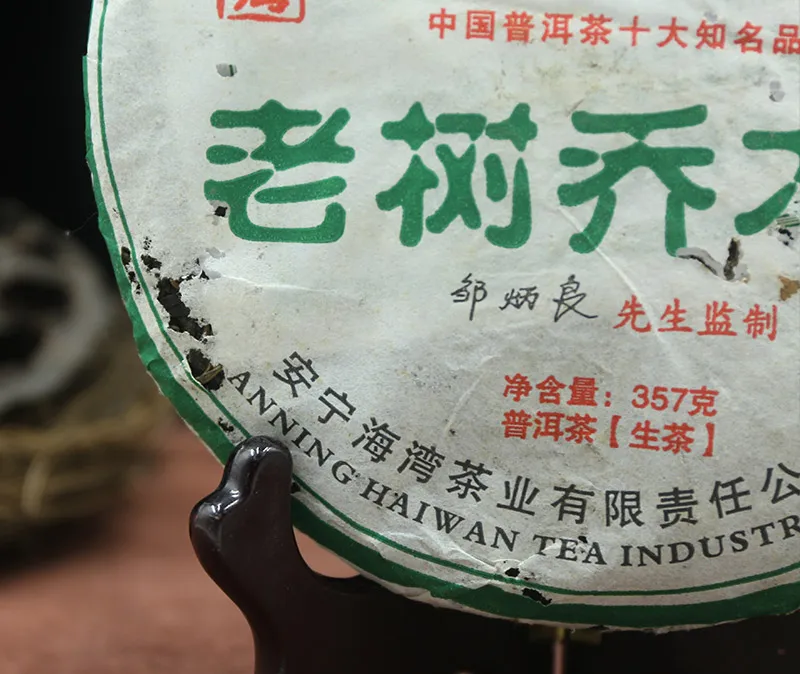 中国普洱茶十大知名品
老树乔
邹炳良 先生监制
净含量：357克
普洱茶【生茶】
安宁海湾茶业有限责任公
ANNING HAIWAN TEA INDUSTR